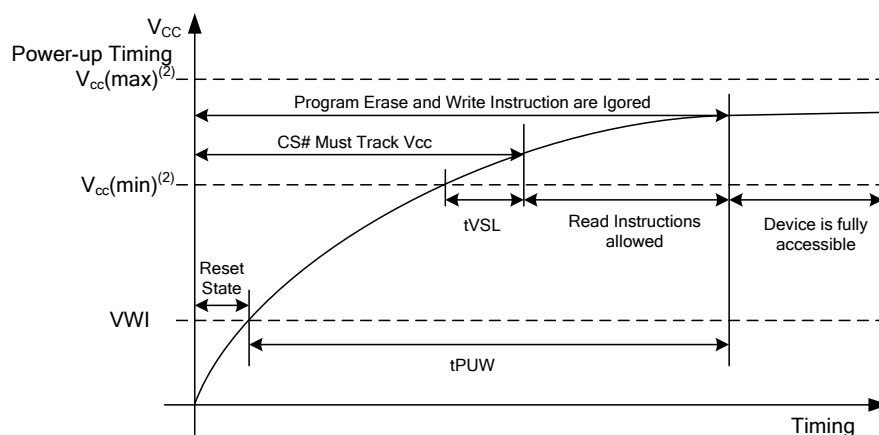 VCC
Power-up Timing
Vcc(max)(2)
Program Erase and Write Instruction are Igored
CS# Must Track Vcc
Vcc(min)(2)
tVSL
Read Instructions
allowed
Device is fully
accessible
Reset
State
VWI
tPUW
Timing